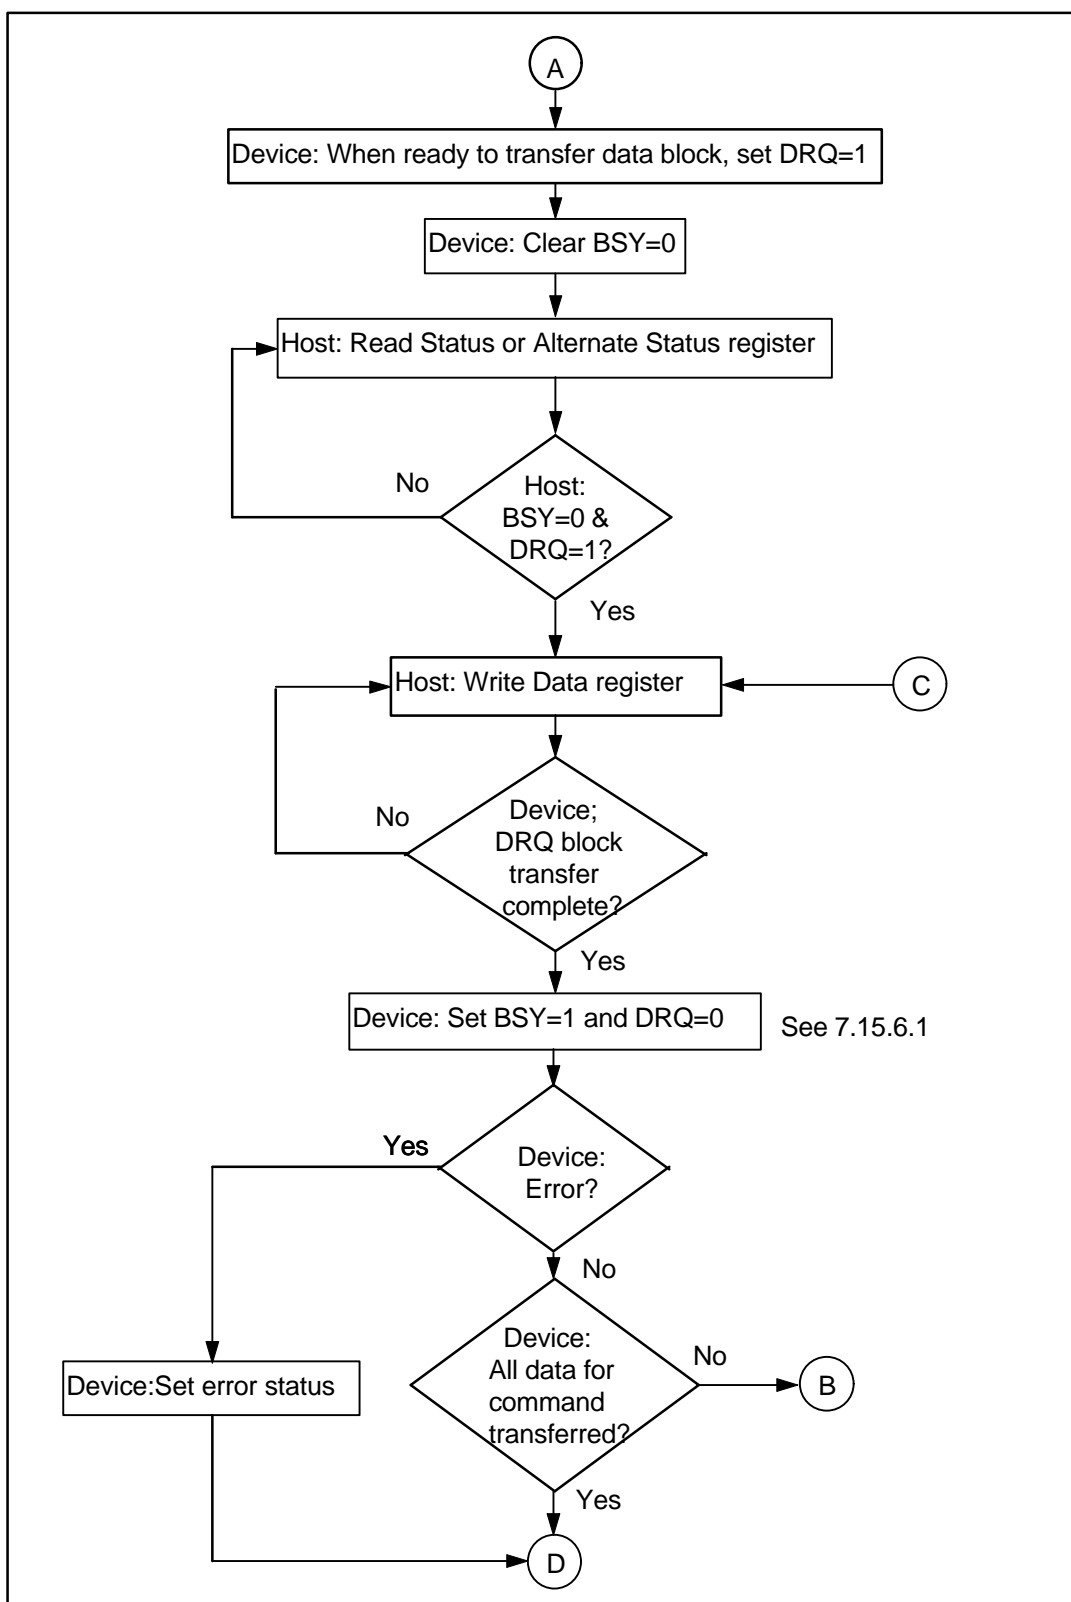 A
Device: When ready to transfer data block, set DRQ=1
Device: Clear BSY=0
Host: Read Status or Alternate Status register
No
Host:
BSY=0 &
DRQ=1?
Yes
Host: Write Data register
C
No
Device;
DRQ block
transfer
complete?
Yes
Device: Set BSY=1 and DRQ=0
See 7.15.6.1
Yes
Device:
Error?
No
Device:
All data for
command
transferred?
No
B
Device:Set error status
Yes
D